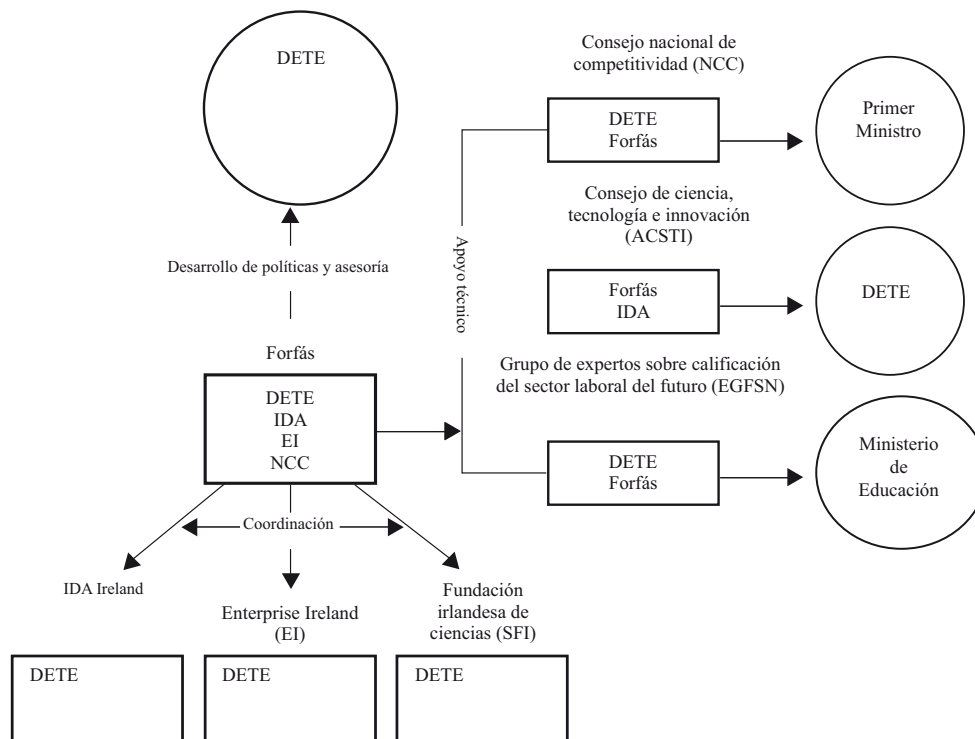 DETE
Desarrollo de políticas y asesoría
Forfás
DETE
IDA
EI
NCC
Coordinación
IDA Ireland
Enterprise Ireland
(EI)
Fundación
irlandesa de
ciencias (SFI)
DETE
DETE
DETE
Apoyo técnico
Consejo nacional de
competitividad (NCC)
DETE
Forfás
Primer
Ministro
Consejo de ciencia,
tecnología e innovación
(ACSTI)
Forfás
IDA
DETE
Grupo de expertos sobre calificación
del sector laboral del futuro (EGFSN)
DETE
Forfás
Ministerio
de
Educación